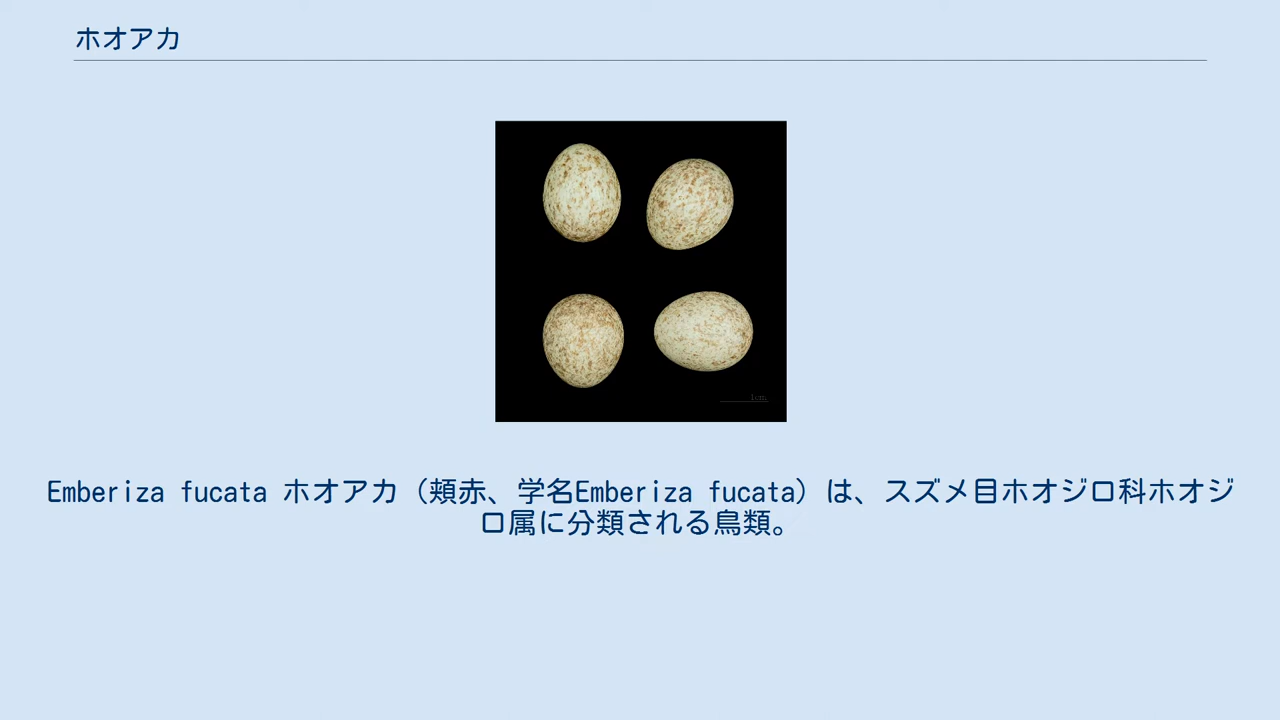 ホオアカ
1cm
Emberiza fucata ホオアカ（頬赤、学名Emberiza fucata）は、スズメ目ホオジロ科ホオジ
ロ属に分類される鳥類。